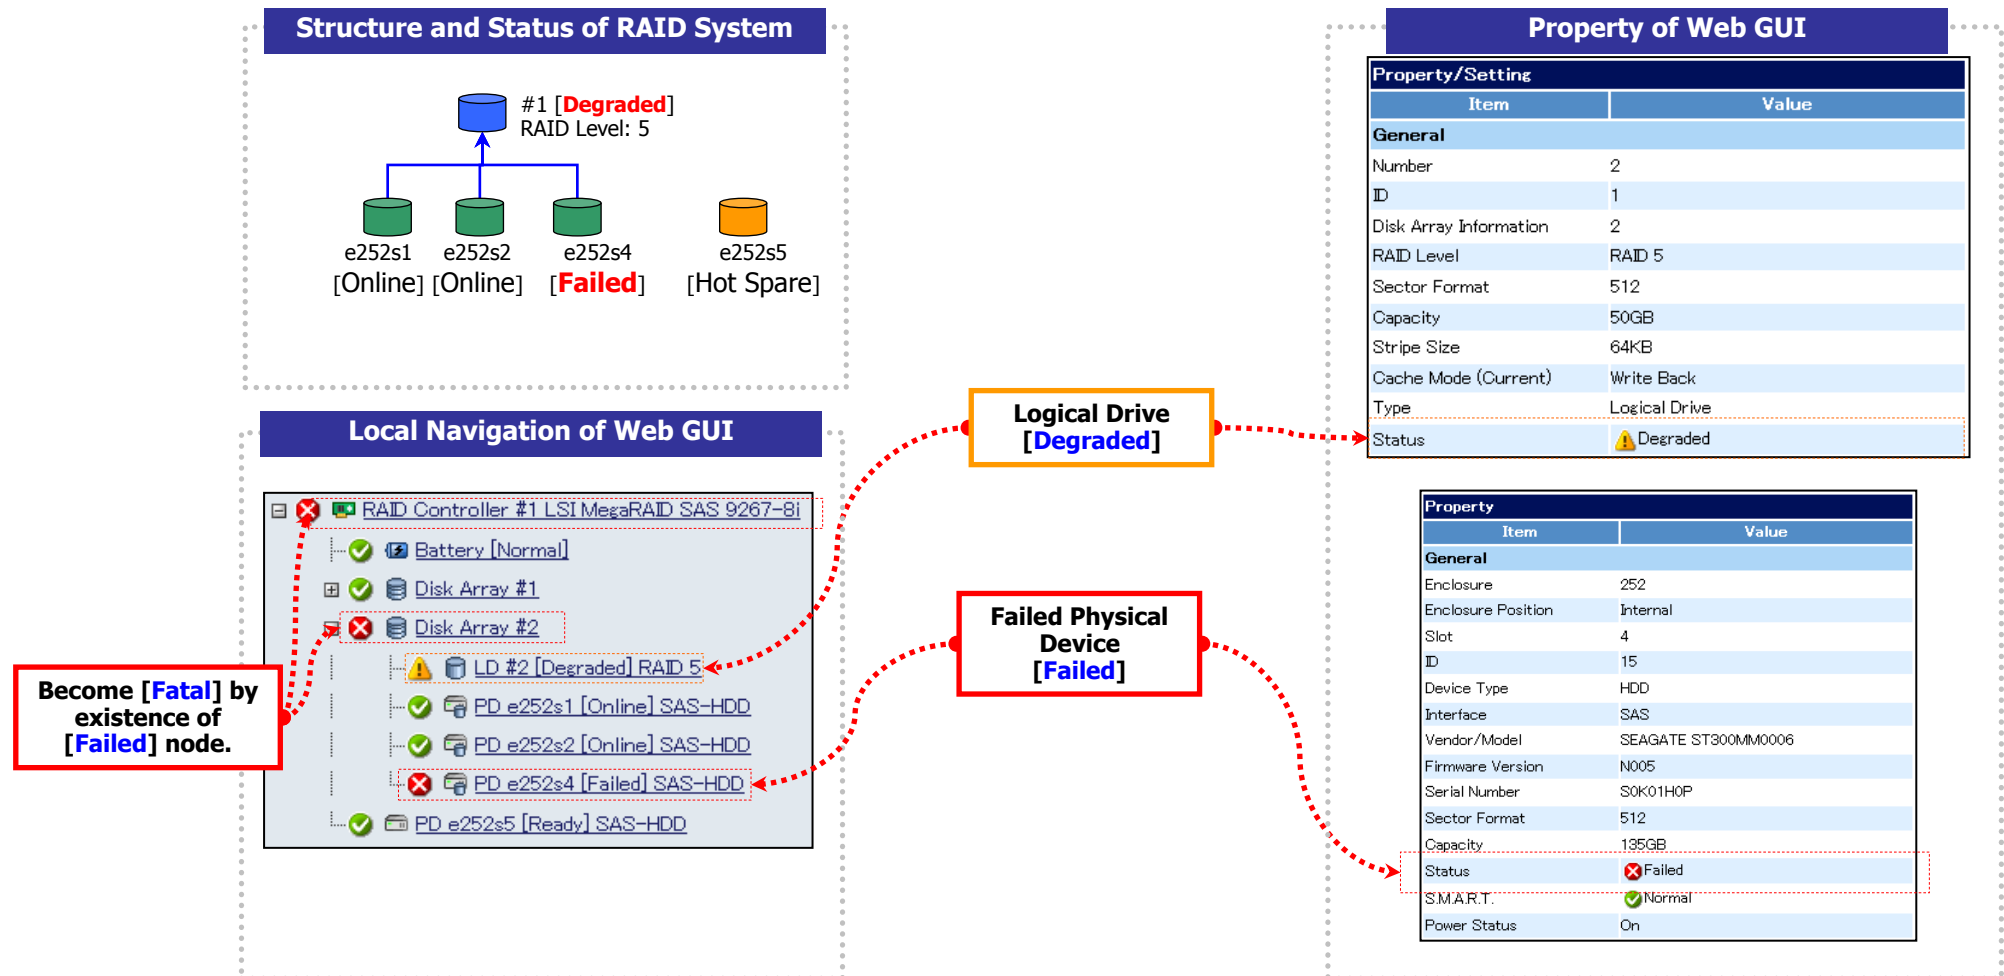 Structure and Status of RAID System
#1 [Degraded]
RAID Level: 5
e252s1 e252s2 e252s4 e252s5
[Online] [Online] [Failed] [Hot Spare]
Local Navigation of Web GUI
RAID Controller #1 LSI MegaRAID SAS 9267-8i
Battery [Normal]
Disk Array #1
Disk Array #2
LD #2 [Degraded] RAID 5
PD e252s1 [Online] SAS-HDD
PD e252s2 [Online] SAS-HDD
PD e252s4 [Failed] SAS-HDD
PD e252s5 [Ready] SAS-HDD
Become [Fatal] by
existence of
[Failed] node.
Logical Drive
[Degraded]
Failed Physical
Device
[Failed]
Property of Web GUI
Property/Setting
Item Value
General
Number 2
ID 1
Disk Array Information 2
RAID Level RAID 5
Sector Format 512
Capacity 50GB
Stripe Size 64KB
Cache Mode (Current) Write Back
Type Logical Drive
Status Degraded
Property
Item Value
General
Enclosure 252
Enclosure Position Internal
Slot 4
ID 15
Device Type HDD
Interface SAS
Vendor/Model SEAGATE ST300MM0006
Firmware Version N005
Serial Number S0K01H0P
Sector Format 512
Capacity 135GB
Status Failed
S.M.A.R.T. Normal
Power Status On